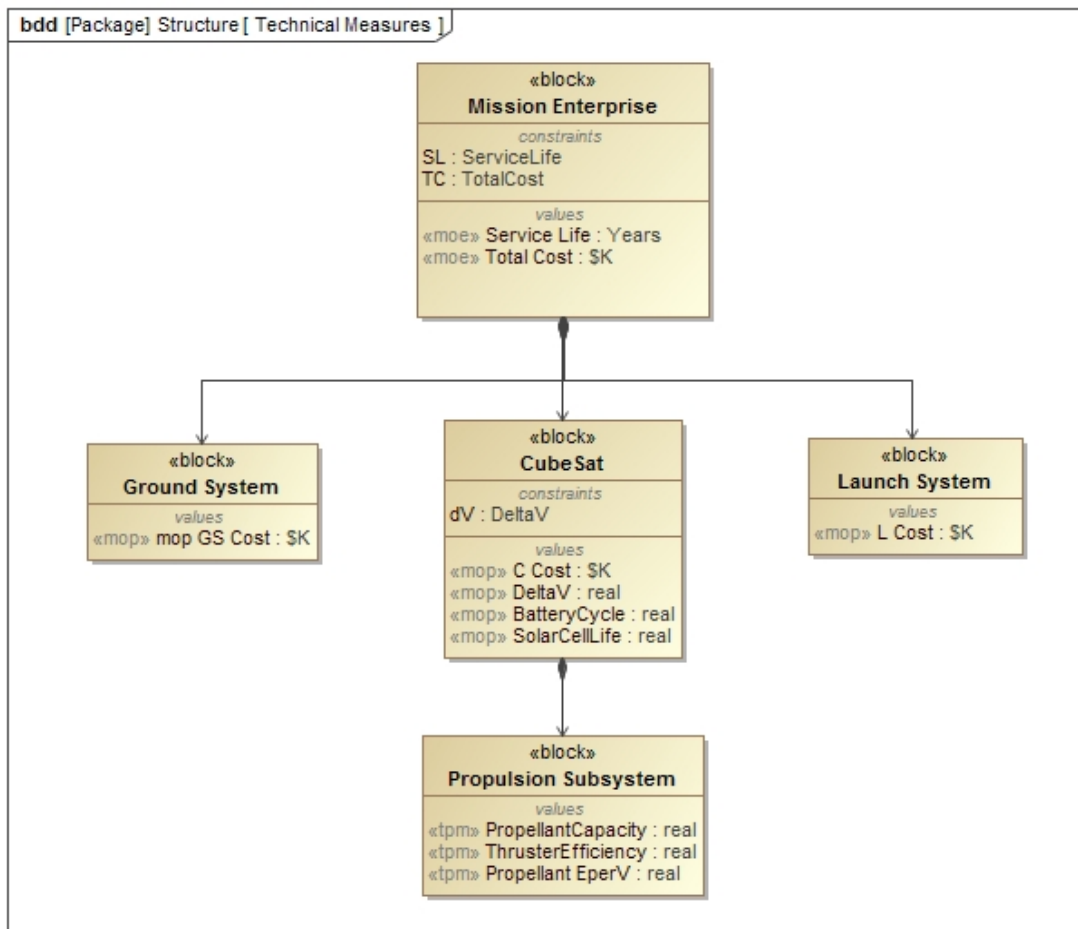 bdd [Package] Structure [ Technical Measures ]
«block»
Mission Enterprise
constraints
SL : ServiceLife
TC : TotalCost
values
«moe» Service Life : Years
«moe» Total Cost : $K
«block»
Ground System
values
«mop» mop GS Cost : $K
«block»
CubeSat
constraints
dV : DeltaV
values
«mop» C Cost : $K
«mop» DeltaV : real
«mop» BatteryCycle : real
«mop» SolarCellLife : real
«block»
Launch System
values
«mop» L Cost : $K
«block»
Propulsion Subsystem
values
«tpm» PropellantCapacity : real
«tpm» ThrusterEfficiency : real
«tpm» Propellant EperV : real